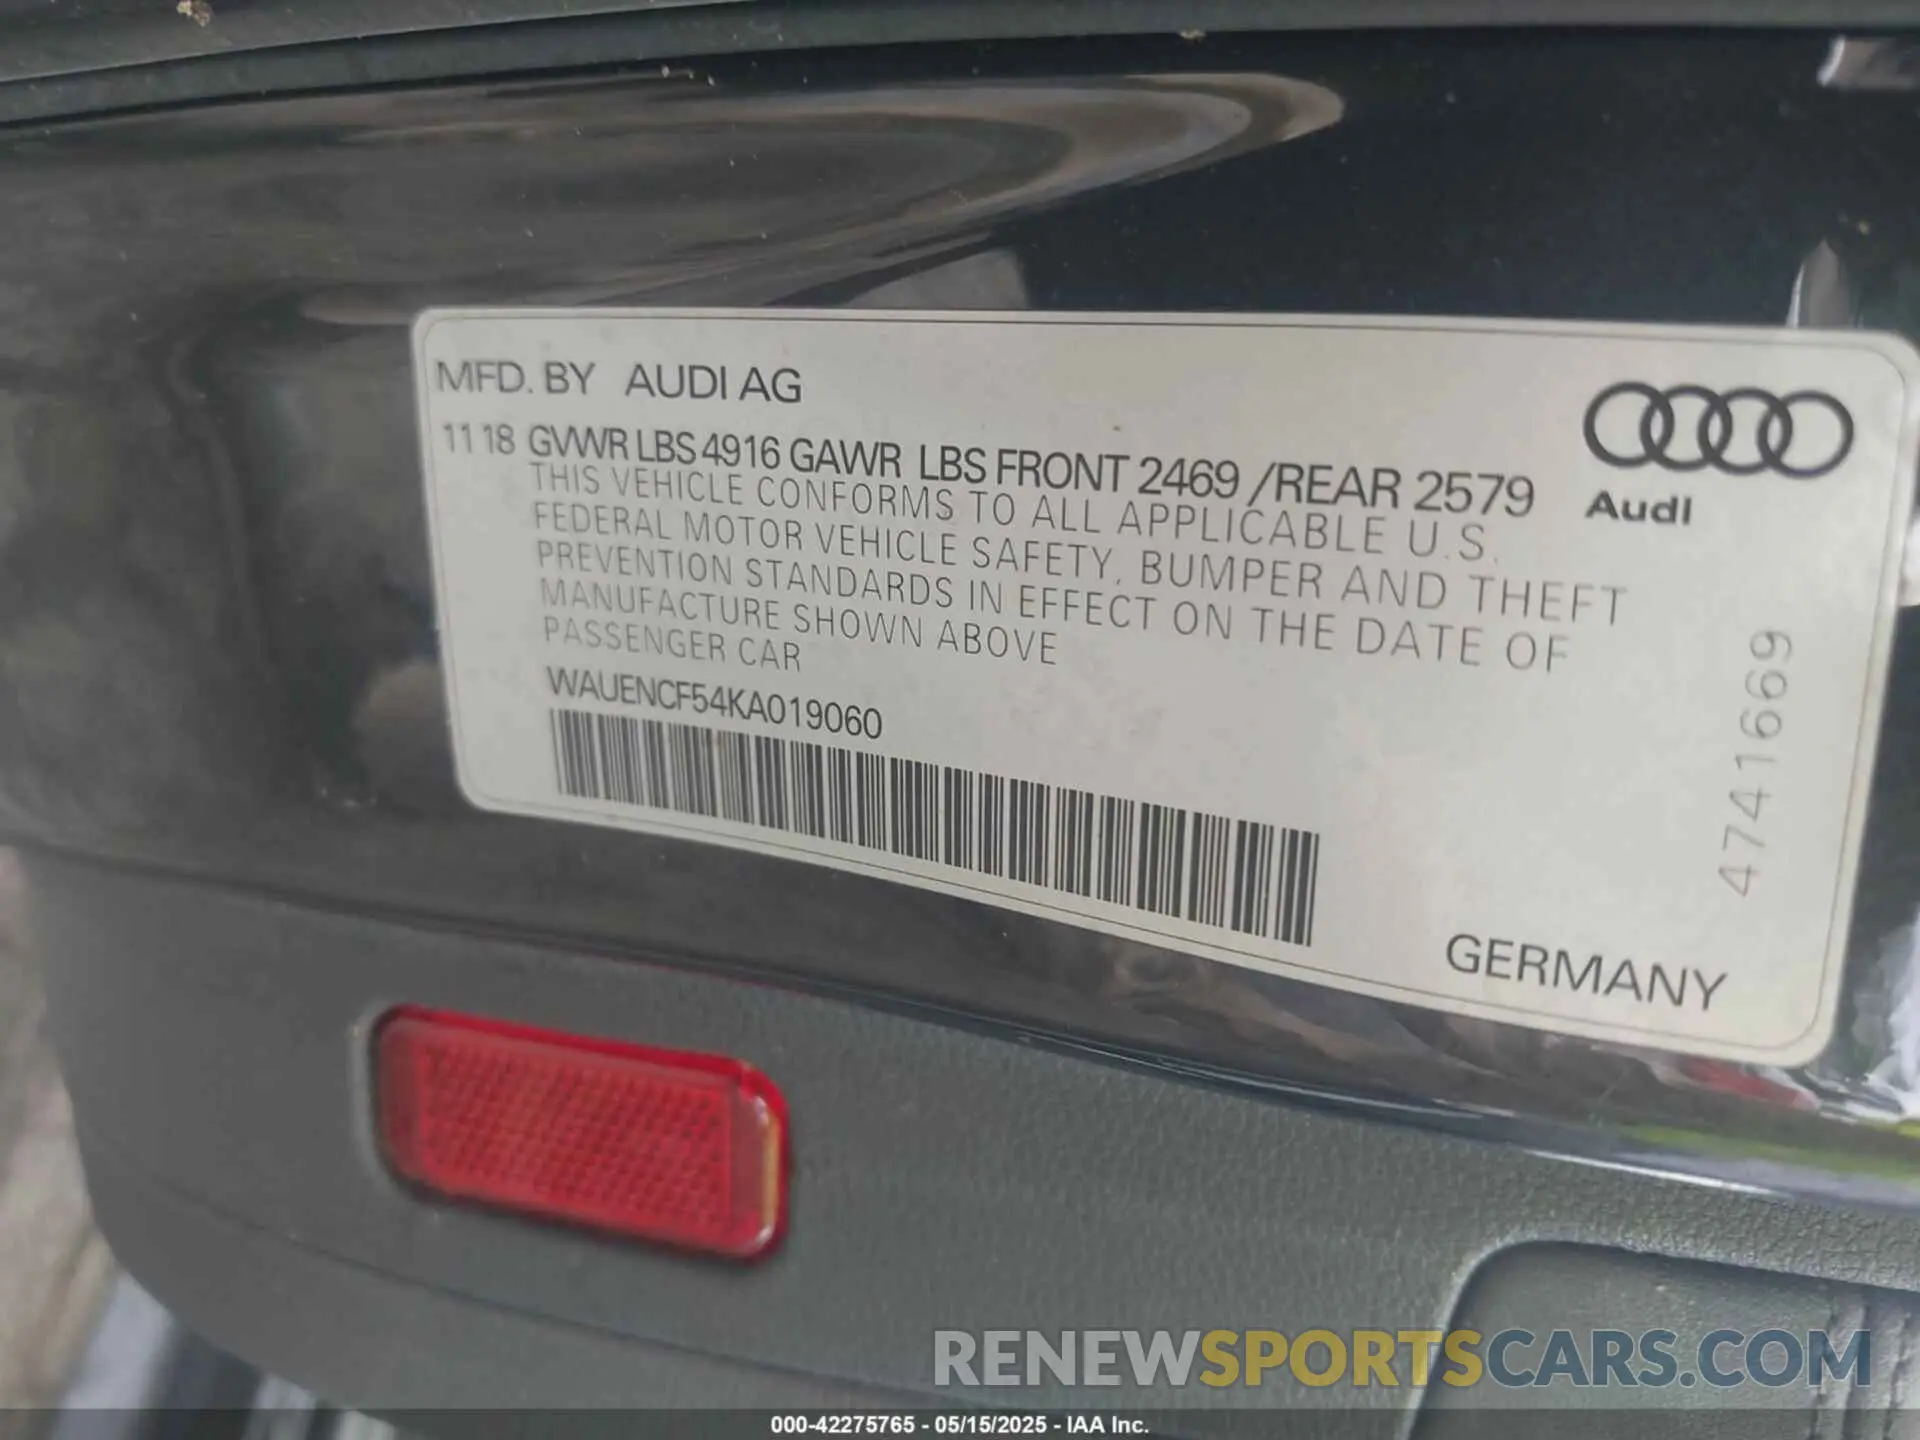 MFD. BY AUDI AG
11 18 GVWR LBS 4916 GAWR LBS FRONT 2469 /REAR 2579
THIS VEHICLE CONFORMS TO ALL APPLICABLE U.S.
FEDERAL MOTOR VEHICLE SAFETY, BUMPER AND THEFT
PREVENTION STANDARDS IN EFFECT ON THE DATE OF
MANUFACTURE SHOWN ABOVE
PASSENGER CAR
WAUENCF54KA019060
Audi
4741669
GERMANY
RENEWSPORTSCARS.COM
000-42275765 - 05/15/2025 - IAA Inc.